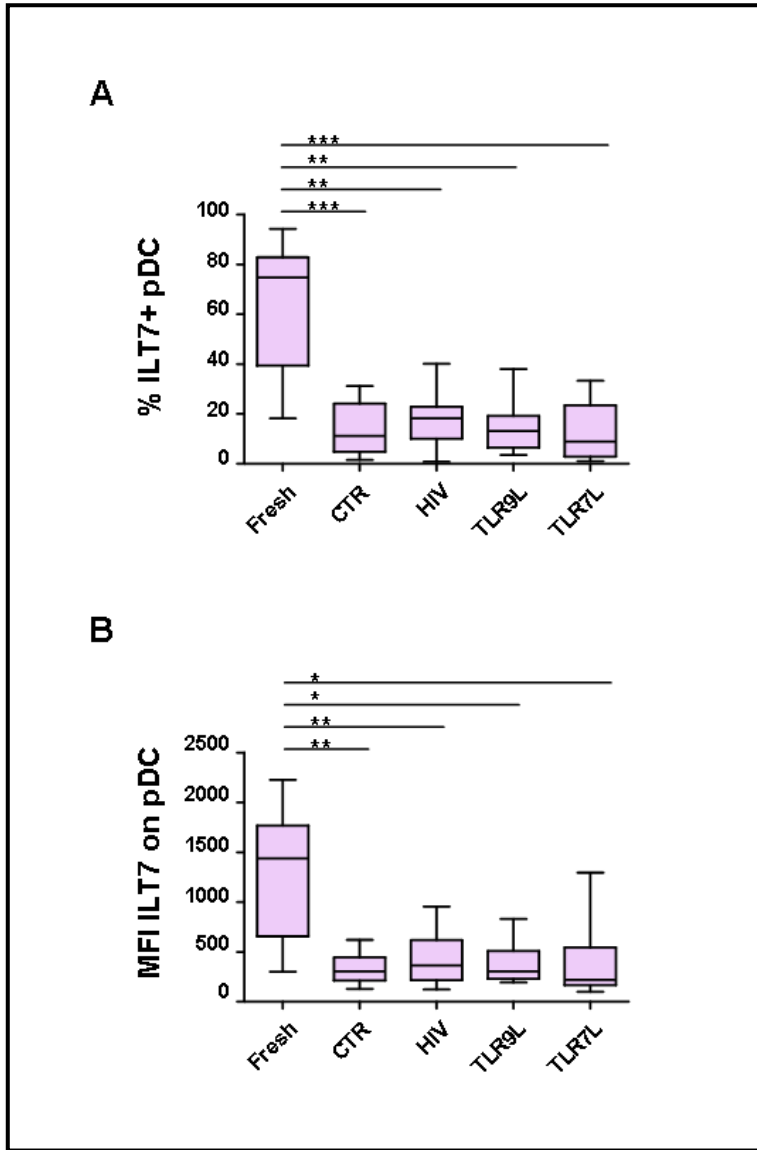 A
***
**
**
***
% ILT7+ pDC
100
80
60
40
20
0
Fresh
CTR
HIV
TLR9L
TLR7L
B
*
*
**
**
MFI ILT7 on pDC
2500
2000
1500
1000
500
0
Fresh
CTR
HIV
TLR9L
TLR7L